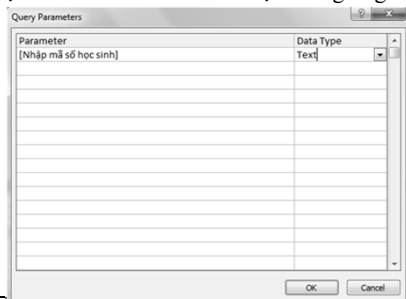 Query Parameters
Parameter Data Type
[Nhập mã số học sinh] Text
OK Cancel